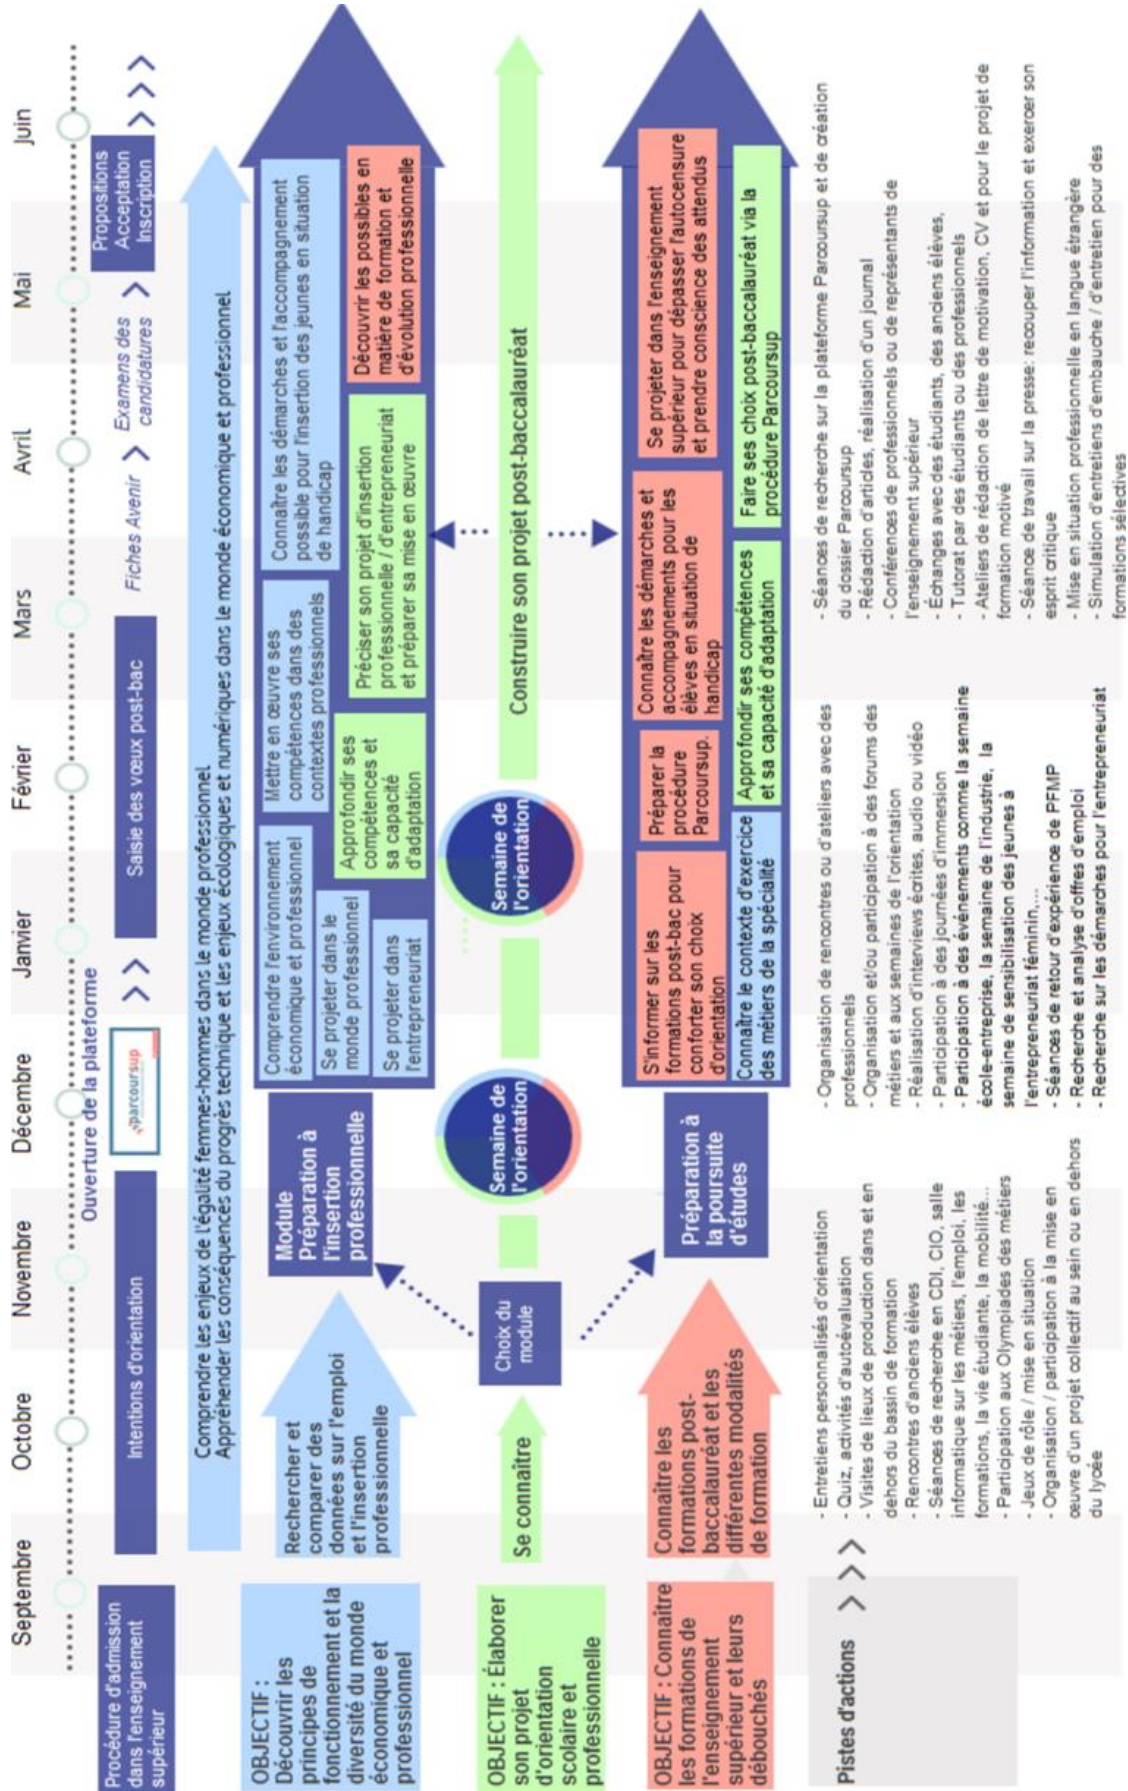 Septembre
Octobre
Novembre
Décembre
Janvier
Février
Mars
Avril
Mai
Juin
Procédure d'admission
dans l'enseignement
supérieur
Intentions d'orientation
Ouverture de la plateforme
parcoursup
Saisie des vœux post-bac
Fiches Avenir
Examens des
candidatures
Propositions
Acceptation
Inscription
Comprendre les enjeux de l'égalité femmes-hommes dans le monde professionnel
Appréhender les conséquences du progrès technique et les enjeux écologiques et numériques dans le monde économique et professionnel
OBJECTIF :
Découvrir les
principes de
fonctionnement et la
diversité du monde
économique et
professionnel
Rechercher et
comparer des
données sur l'emploi
et l'insertion
professionnelle
Module
Préparation à
l'insertion
professionnelle
Comprendre l'environnement
économique et professionnel
Se projeter dans le
monde professionnel
Se projeter dans
l'entrepreneuriat
Mettre en œuvre ses
compétences dans des
contextes professionnels
Approfondir ses
compétences et
sa capacité
d'adaptation
Connaître les démarches et l'accompagnement
possible pour l'insertion des jeunes en situation
de handicap
Préciser son projet d'insertion
professionnelle / d'entrepreneuriat
et préparer sa mise en œuvre
Découvrir les possibles en
matière de formation et
d'évolution professionnelle
OBJECTIF : Élaborer
son projet
d'orientation
scolaire et
professionnelle
Se connaître
Choix du
module
Semaine de
l'orientation
Semaine de
l'orientation
Construire son projet post-baccalauréat
OBJECTIF : Connaître
les formations de
l'enseignement
supérieur et leurs
débouchés
Connaître les
formations post-
baccalauréat et les
différentes modalités
de formation
Préparation à
la poursuite
d'études
S'informer sur les
formations post-bac pour
conforter son choix
d'orientation
Connaître le contexte d'exercice
des métiers de la spécialité
Préparer la
procédure
Parcoursup.
Approfondir ses compétences
et sa capacité d'adaptation
Connaître les démarches et
accompagnements pour les
élèves en situation de
handicap
Se projeter dans l'enseignement
supérieur pour dépasser l'autocensure
et prendre conscience des attendus
Faire ses choix post-baccalauréat via la
procédure Parcoursup
Pistes d'actions
- Entretiens personnalisés d'orientation
- Quiz, activités d'autoévaluation
- Visites de lieux de production dans et en
dehors du bassin de formation
- Rencontres d'anciens élèves
- Séances de recherche en CDI, CIO, salle
informatique sur les métiers, l'emploi, les
formations, la vie étudiante, la mobilité...
- Participation aux Olympiades des métiers
- Jeux de rôle / mise en situation
- Organisation / participation à la mise en
œuvre d'un projet collectif au sein ou en dehors
du lycée
- Organisation de rencontres ou d'ateliers avec des
professionnels
- Organisation et/ou participation à des forums des
métiers et aux semaines de l'orientation
- Réalisation d'interviews écrites, audio ou vidéo
- Participation à des journées d'immersion
- Participation à des événements comme la semaine
école-entreprise, la semaine de l'industrie, la
semaine de sensibilisation des jeunes à
l'entrepreneuriat féminin,...
- Séances de retour d'expérience de PFMP
- Recherche et analyse d'offres d'emploi
- Recherche sur les démarches pour l'entrepreneuriat
- Séances de recherche sur la plateforme Parcoursup et de création
du dossier Parcoursup
- Rédaction d'articles, réalisation d'un journal
- Conférences de professionnels ou de représentants de
l'enseignement supérieur
- Échanges avec des étudiants, des anciens élèves,
- Tutorat par des étudiants ou des professionnels
- Ateliers de rédaction de lettre de motivation, CV et pour le projet de
formation motivé
- Séance de travail sur la presse: recouper l'information et exercer son
esprit critique
- Mise en situation professionnelle en langue étrangère
- Simulation d'entretiens d'embauche / d'entretien pour des
formations sélectives